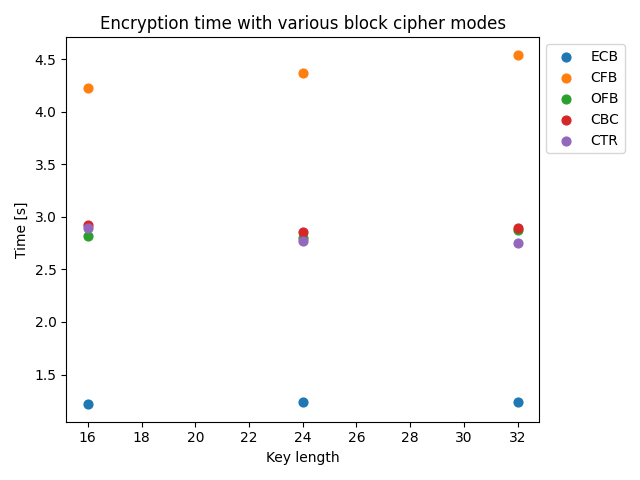 Encryption time with various block cipher modes
ECB
CFB
OFB
CBC
CTR
Time [s]
4.5
4.0
3.5
3.0
2.5
2.0
1.5
16 18 20 22 24 26 28 30 32
Key length